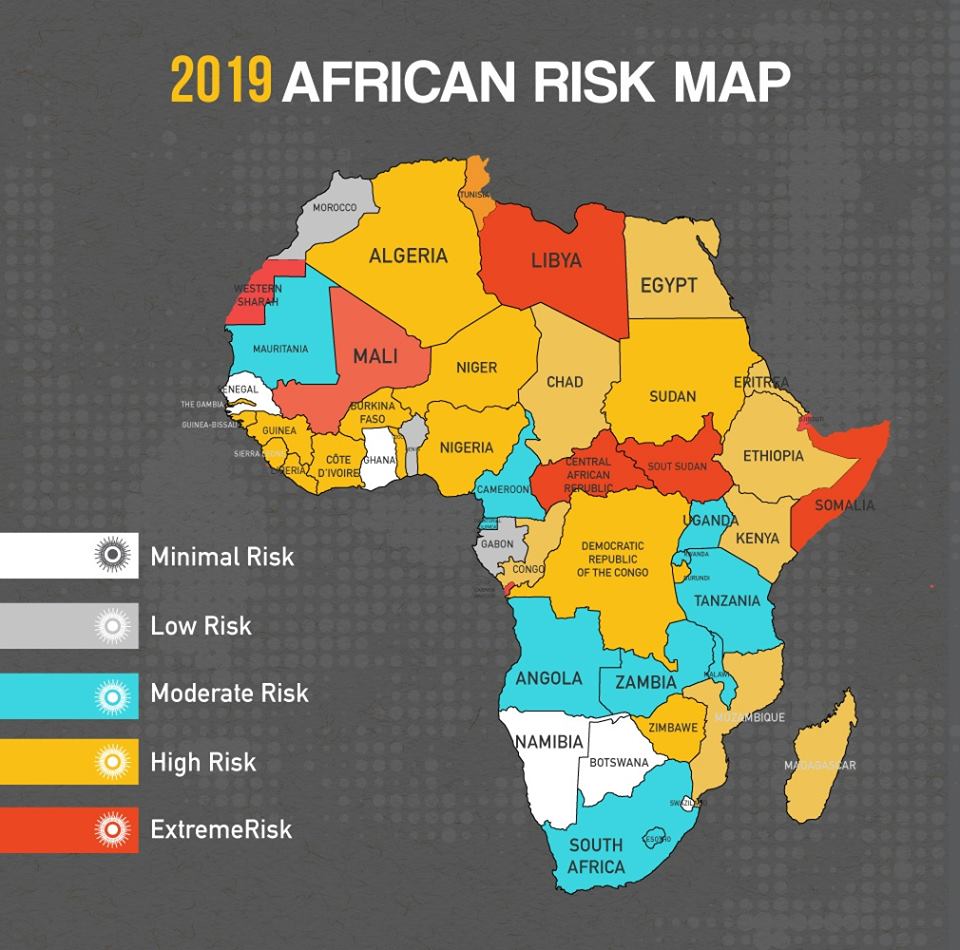 2019 AFRICAN RISK MAP
TUNISIA
MOROCCO
ALGERIA
LIBYA
EGYPT
WESTERN
SHARAH
MAURITANIA
MALI
NIGER
CHAD
SUDAN
ERITREA
SENEGAL
THE GAMBIA
GUINEA-BISSAU
GUINEA
SIERRA LEONE
LIBERIA
CÔTE
D'IVOIRE
BURKINA
FASO
GHANA
NIGERIA
CAMEROON
CENTRAL
AFRICAN
REPUBLIC
SOUT SUDAN
ETHIOPIA
SOMALIA
UGANDA
KENYA
GABON
CONGO
DEMOCRATIC
REPUBLIC
OF THE CONGO
RWANDA
BURUNDI
TANZANIA
ANGOLA
ZAMBIA
MALAWI
MOZAMBIQUE
ZIMBAWE
NAMIBIA
BOTSWANA
MADAGASCAR
SWAZILAND
LESOTHO
SOUTH
AFRICA
Minimal Risk
Low Risk
Moderate Risk
High Risk
ExtremeRisk